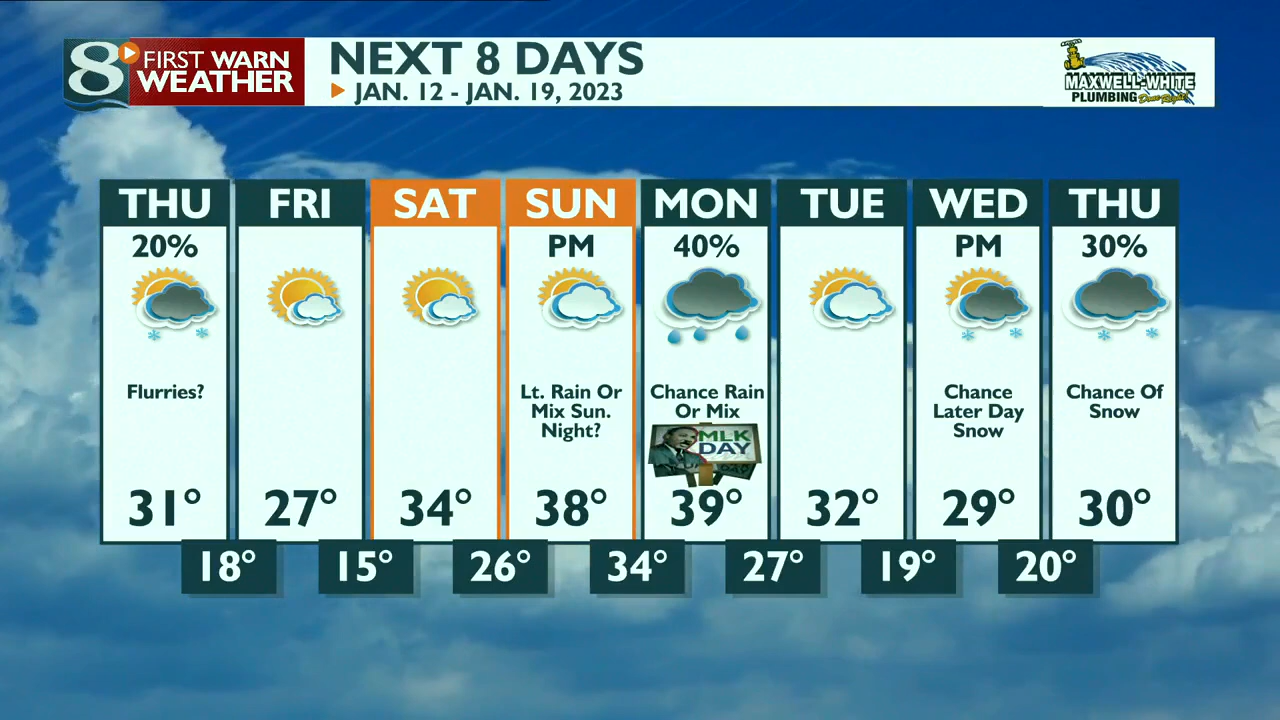 8 FIRST WARN
WEATHER
NEXT 8 DAYS
JAN. 12 - JAN. 19, 2023
MAXWELL-WHITE
PLUMBING Done Right!
THU FRI SAT SUN MON TUE WED THU
20% PM 40% PM 30%
Flurries?
Lt. Rain Or
Mix Sun.
Night?
Chance Rain
Or Mix
MLK
DAY
Chance
Later Day
Snow
Chance Of
Snow
31° 27° 34° 38° 39° 32° 29° 30°
18° 15° 26° 34° 27° 19° 20°